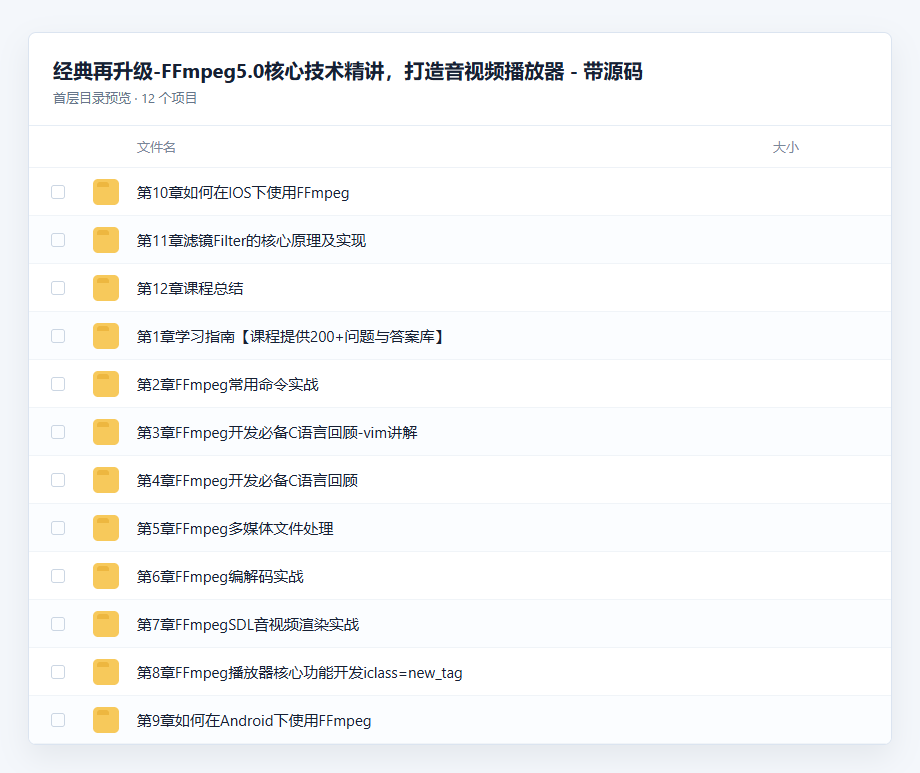 经典再升级-FFmpeg5.0核心技术精讲，打造音视频播放器 - 带源码
首层目录预览 · 12 个项目
文件名 大小
第10章如何在IOS下使用FFmpeg
第11章滤镜Filter的核心原理及实现
第12章课程总结
第1章学习指南【课程提供200+问题与答案库】
第2章FFmpeg常用命令实战
第3章FFmpeg开发必备C语言回顾-vim讲解
第4章FFmpeg开发必备C语言回顾
第5章FFmpeg多媒体文件处理
第6章FFmpeg编解码实战
第7章FFmpegSDL音视频渲染实战
第8章FFmpeg播放器核心功能开发iclass=new_tag
第9章如何在Android下使用FFmpeg